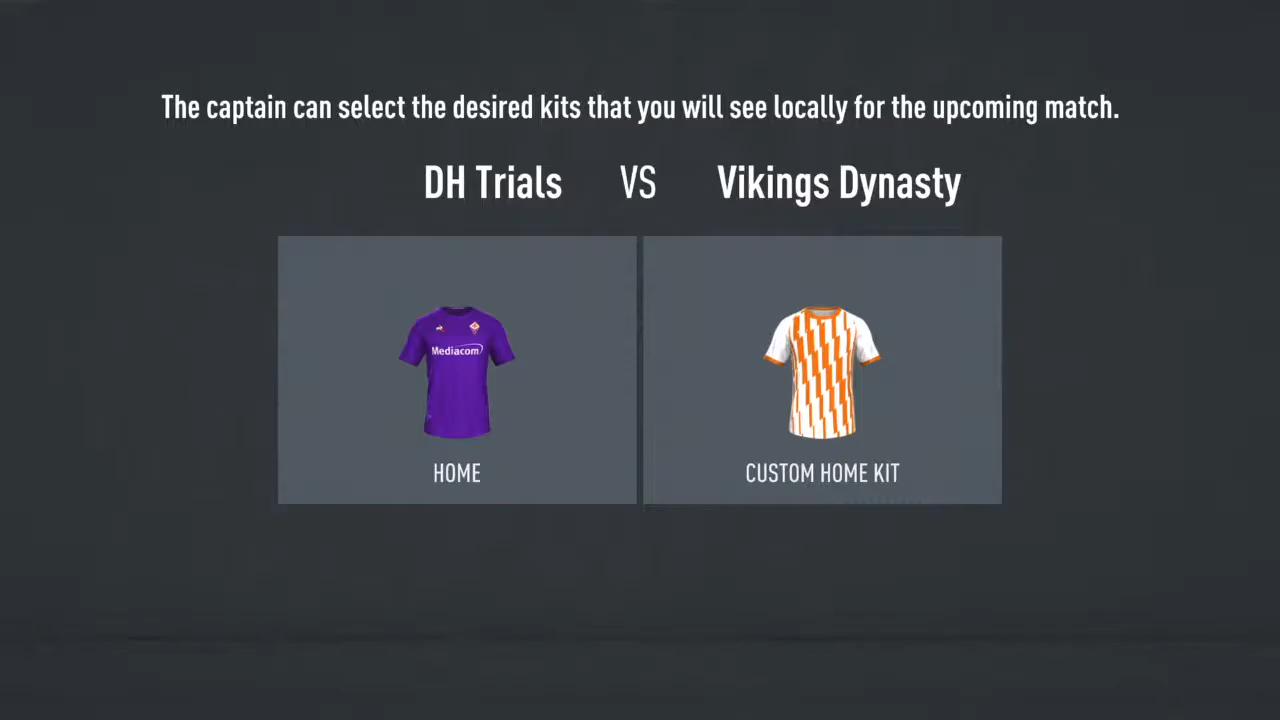 The captain can select the desired kits that you will see locally for the upcoming match.
DH Trials VS Vikings Dynasty
Mediacom
HOME
CUSTOM HOME KIT